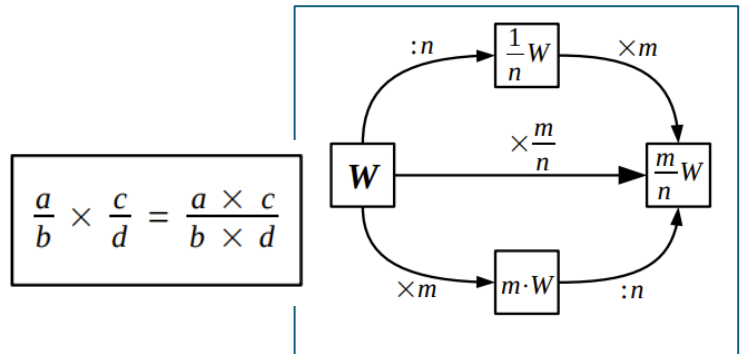 a/b × c/d = a × c / b × d
:n
1/n W
×m
×m/n
W
m/n W
×m
m·W
:n